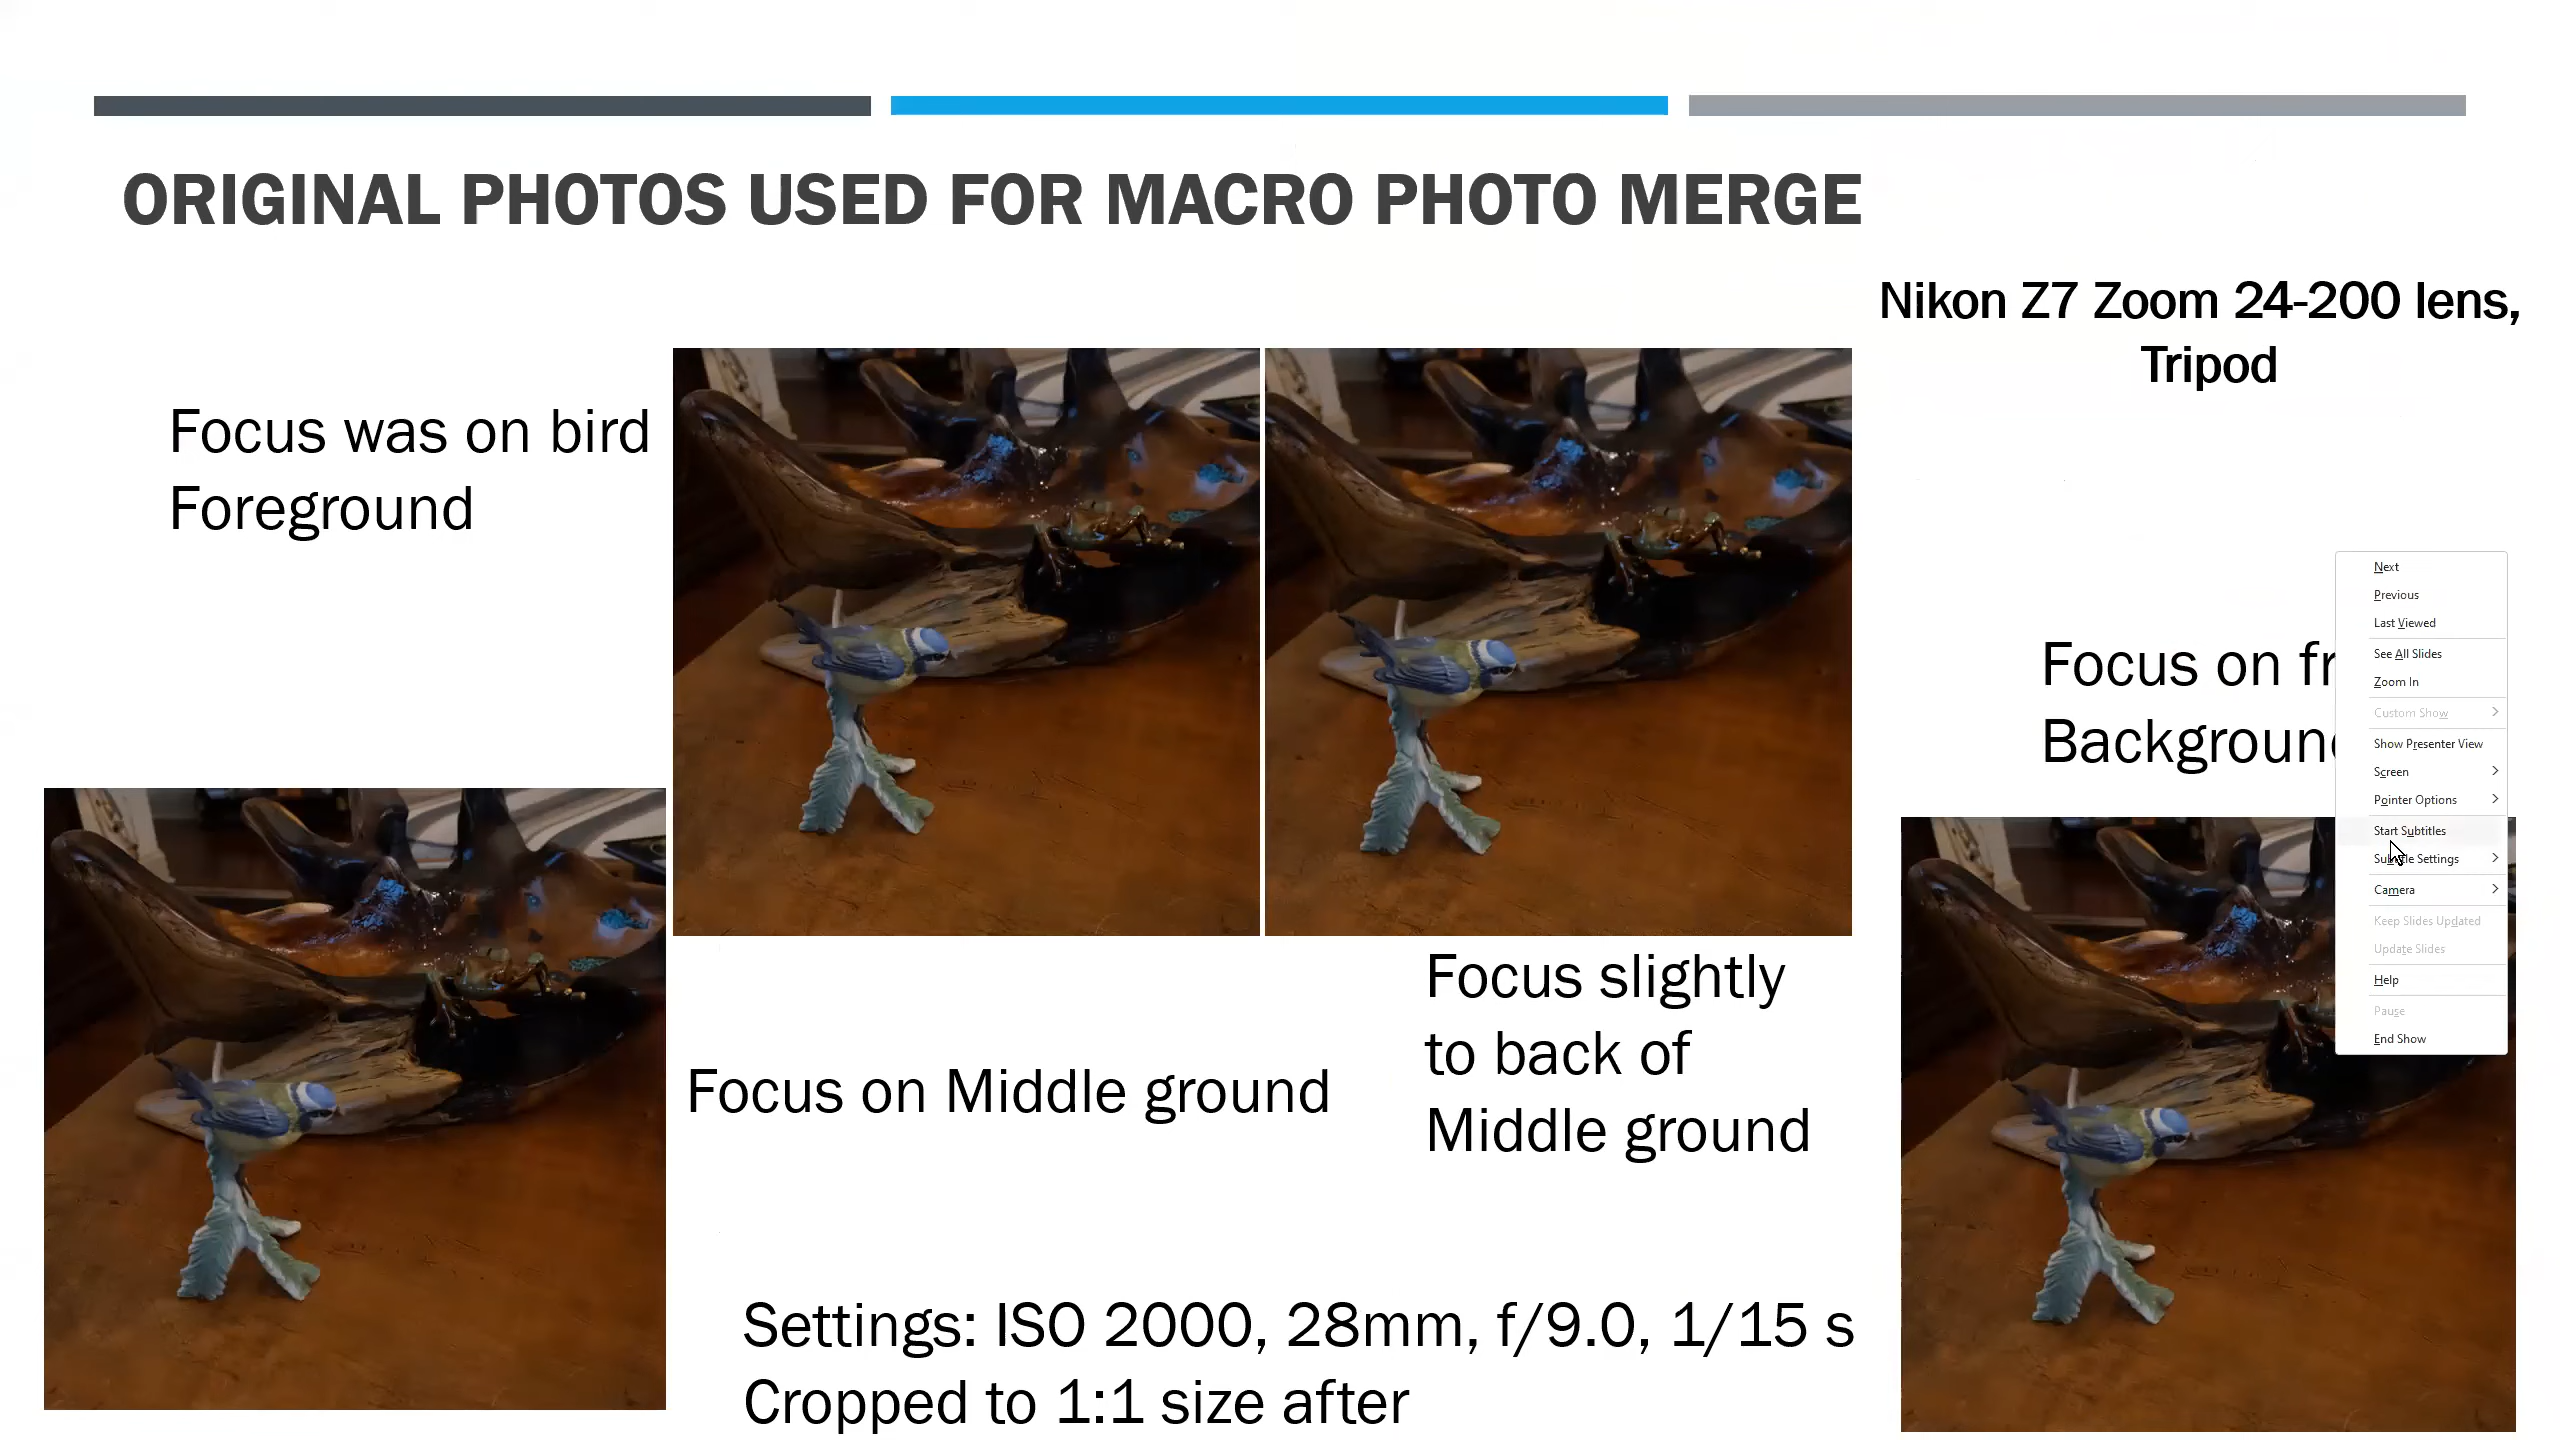 ORIGINAL PHOTOS USED FOR MACRO PHOTO MERGE
Nikon Z7 Zoom 24-200 lens,
Tripod
Focus was on bird
Foreground
Focus on Middle ground
Focus slightly
to back of
Middle ground
Focus on
Settings: ISO 2000, 28mm, f/9.0, 1/15 s
Cropped to 1:1 size after
Next
Previous
Last Viewed
See All Slides
Zoom In
Custom Show
Show Presenter View
Screen
Pointer Options
Start Subtitles
Subtitle Settings
Camera
Keep Slides Updated
Update Slides
Help
Pause
End Show